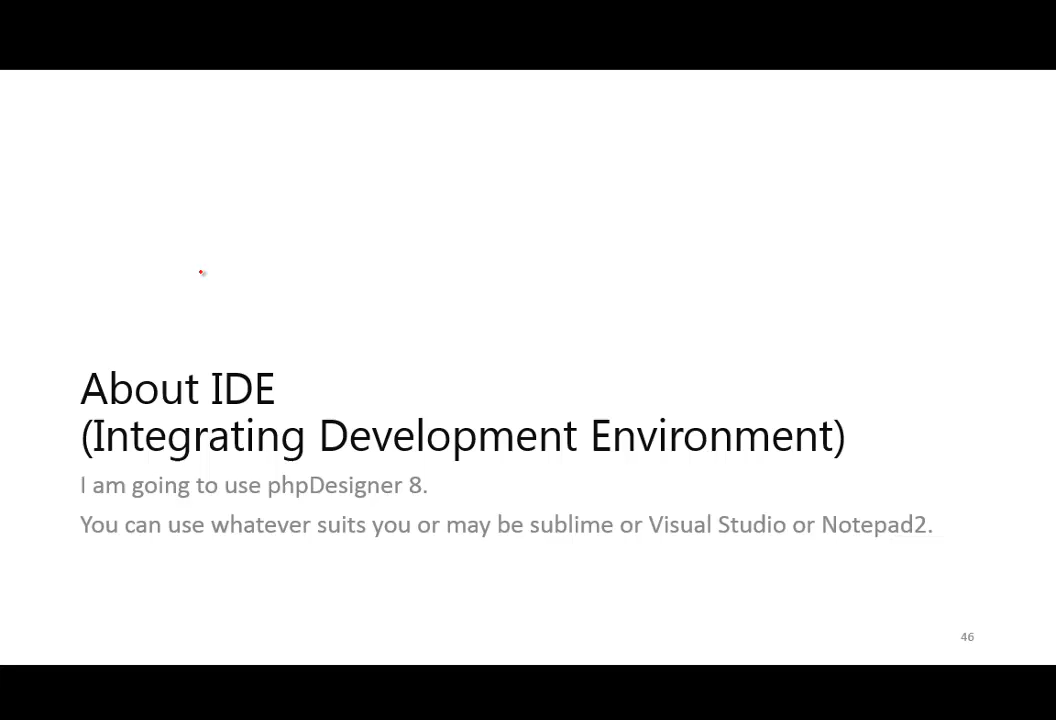 About IDE
(Integrating Development Environment)
I am going to use phpDesigner 8.
You can use whatever suits you or may be sublime or Visual Studio or Notepad2.
46